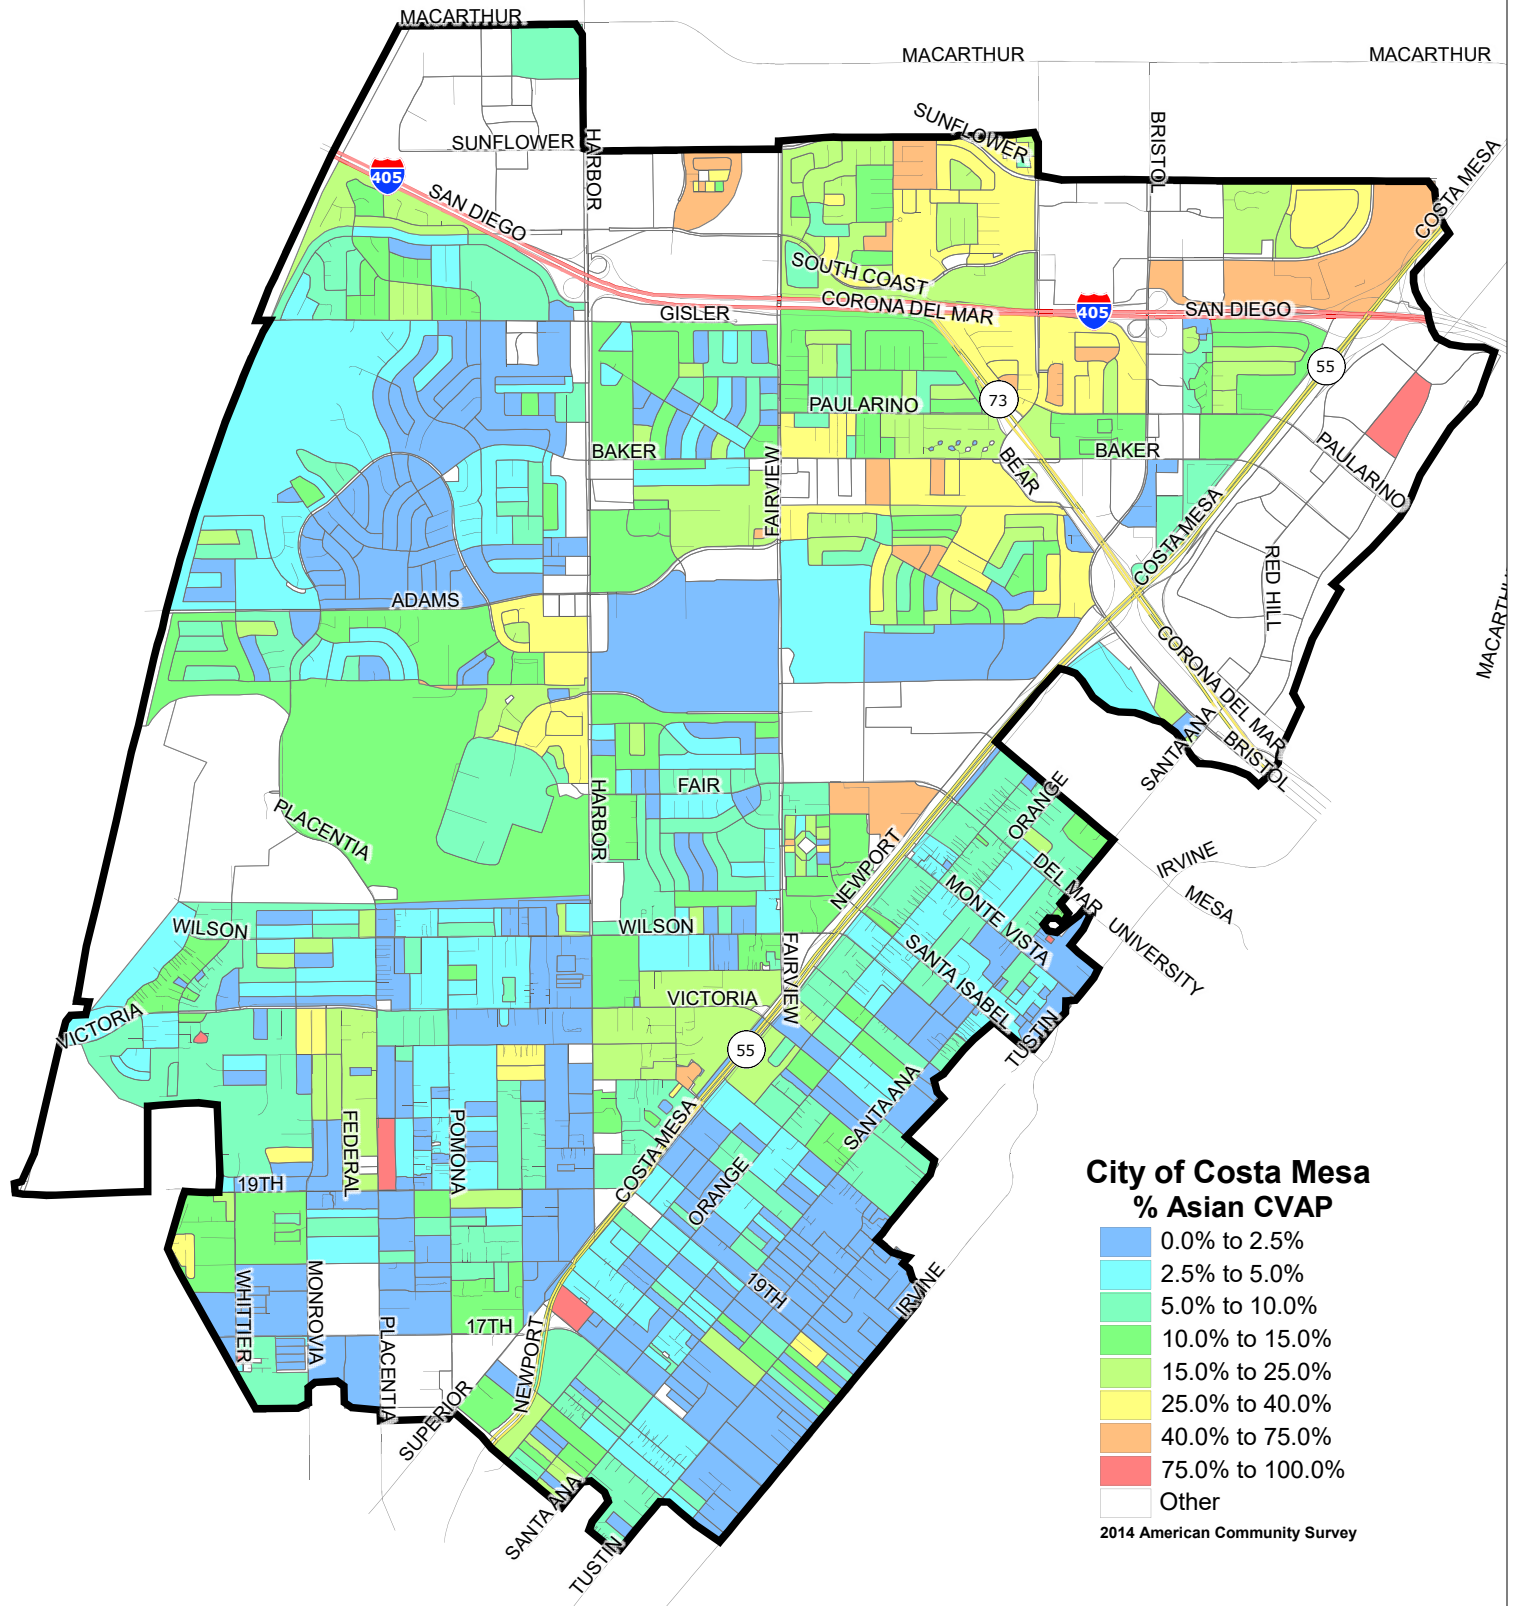 MACARTHUR
MACARTHUR
MACARTHUR
SUNFLOWER
SUNFLOWER
HARBOR
BRISTOL
COSTA MESA
405
SAN DIEGO
SOUTH COAST
CORONA DEL MAR
GISLER
405
SAN DIEGO
55
73
PAULARINO
BAKER
BAKER
FAIRVIEW
BEAR
PAULARINO
COSTA MESA
RED HILL
ADAMS
MACARTHU
CORONA DEL MAR
SANTA ANA
BRISTOL
PLACENTIA
HARBOR
FAIR
ORANGE
NEWPORT
DEL MAR
IRVINE
MESA
UNIVERSITY
MONTE VISTA
WILSON
WILSON
FAIRVIEW
SANTA ISABEL
VICTORIA
VICTORIA
TUSTIN
55
SANTA ANA
FEDERAL
POMONA
COSTA MESA
ORANGE
19TH
19TH
IRVINE
WHITTIER
MONROVIA
PLACENTIA
17TH
NEWPORT
SUPERIOR
SANTA ANA
TUSTIN
City of Costa Mesa
% Asian CVAP
0.0% to 2.5%
2.5% to 5.0%
5.0% to 10.0%
10.0% to 15.0%
15.0% to 25.0%
25.0% to 40.0%
40.0% to 75.0%
75.0% to 100.0%
Other
2014 American Community Survey